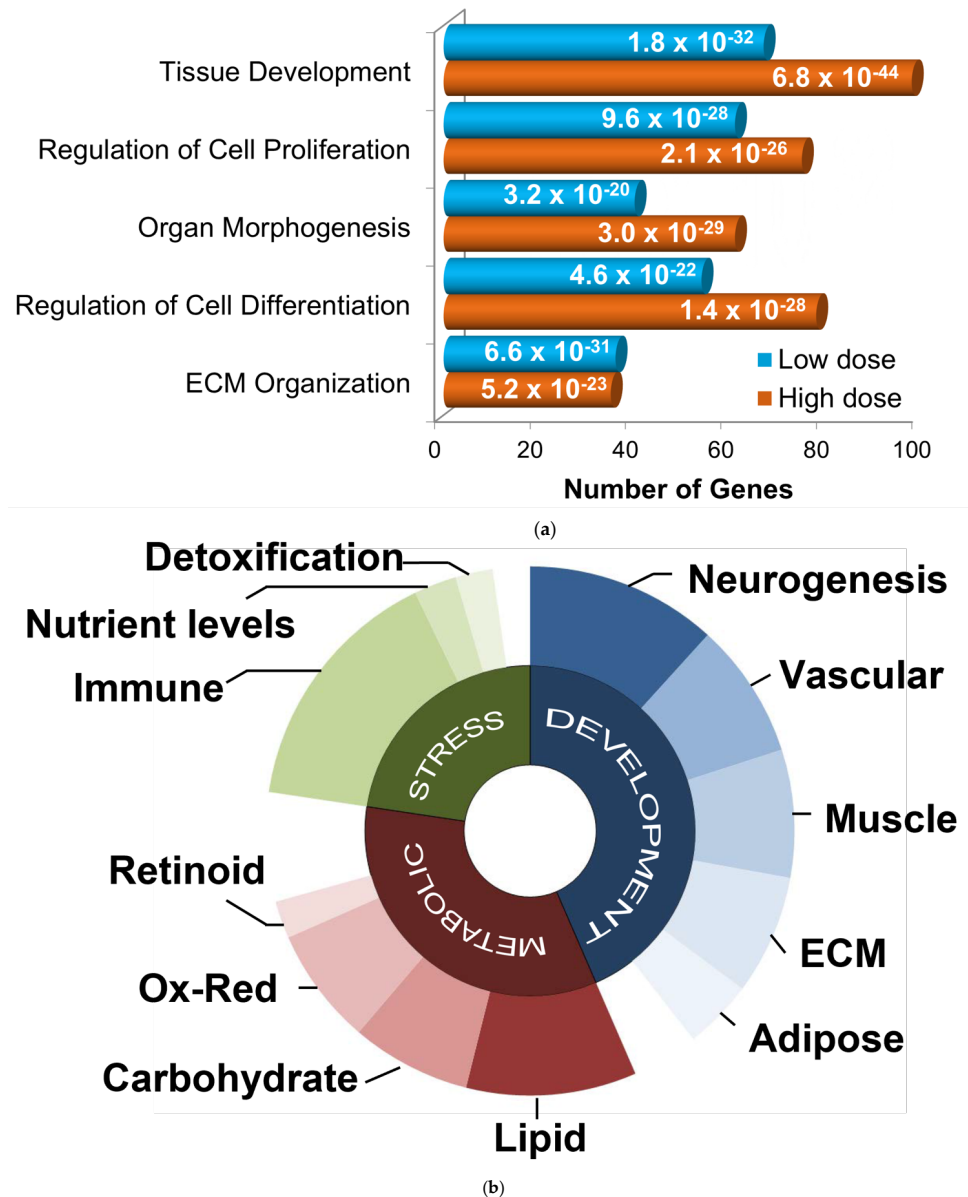 Tissue Development
1.8 x 10⁻³²
6.8 x 10⁻⁴⁴
Regulation of Cell Proliferation
9.6 x 10⁻²⁸
2.1 x 10⁻²⁶
Organ Morphogenesis
3.2 x 10⁻²⁰
3.0 x 10⁻²⁹
Regulation of Cell Differentiation
4.6 x 10⁻²²
1.4 x 10⁻²⁸
ECM Organization
6.6 x 10⁻³¹
5.2 x 10⁻²³
Low dose
High dose
0 20 40 60 80 100
Number of Genes
(a)
Detoxification
Nutrient levels
Immune
Neurogenesis
Vascular
Muscle
ECM
Adipose
STRESS
DEVELOPMENT
METABOLIC
Retinoid
Ox-Red
Carbohydrate
Lipid
(b)